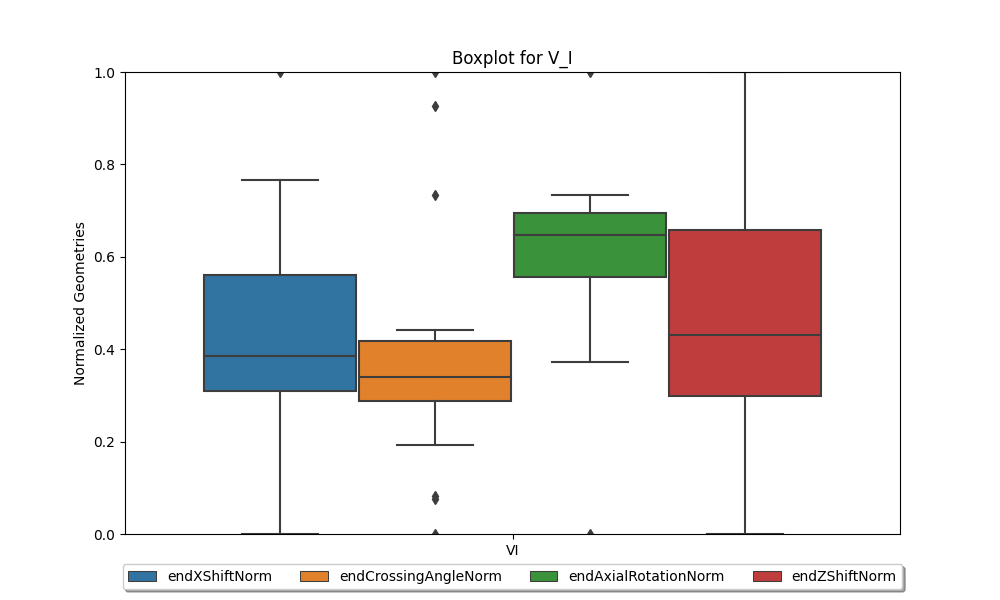 Boxplot for V_I
1.0
0.8
0.6
0.4
0.2
0.0
Normalized Geometries
VI
endXShiftNorm endCrossingAngleNorm endAxialRotationNorm endZShiftNorm